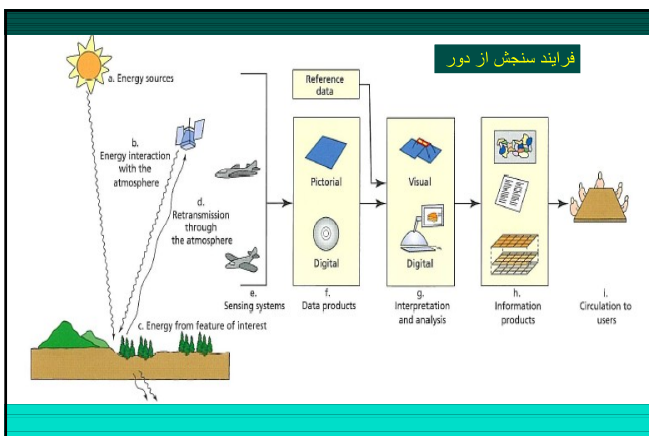 فرایند سنجش از دور
a. Energy sources
b.
Energy interaction
with the
atmosphere
d.
Retransmission
through
the atmosphere
c. Energy from feature of interest
e.
Sensing systems
Reference
data
Pictorial
Digital
f.
Data products
Visual
Digital
g.
Interpretation
and analysis
h.
Information
products
i.
Circulation to
users